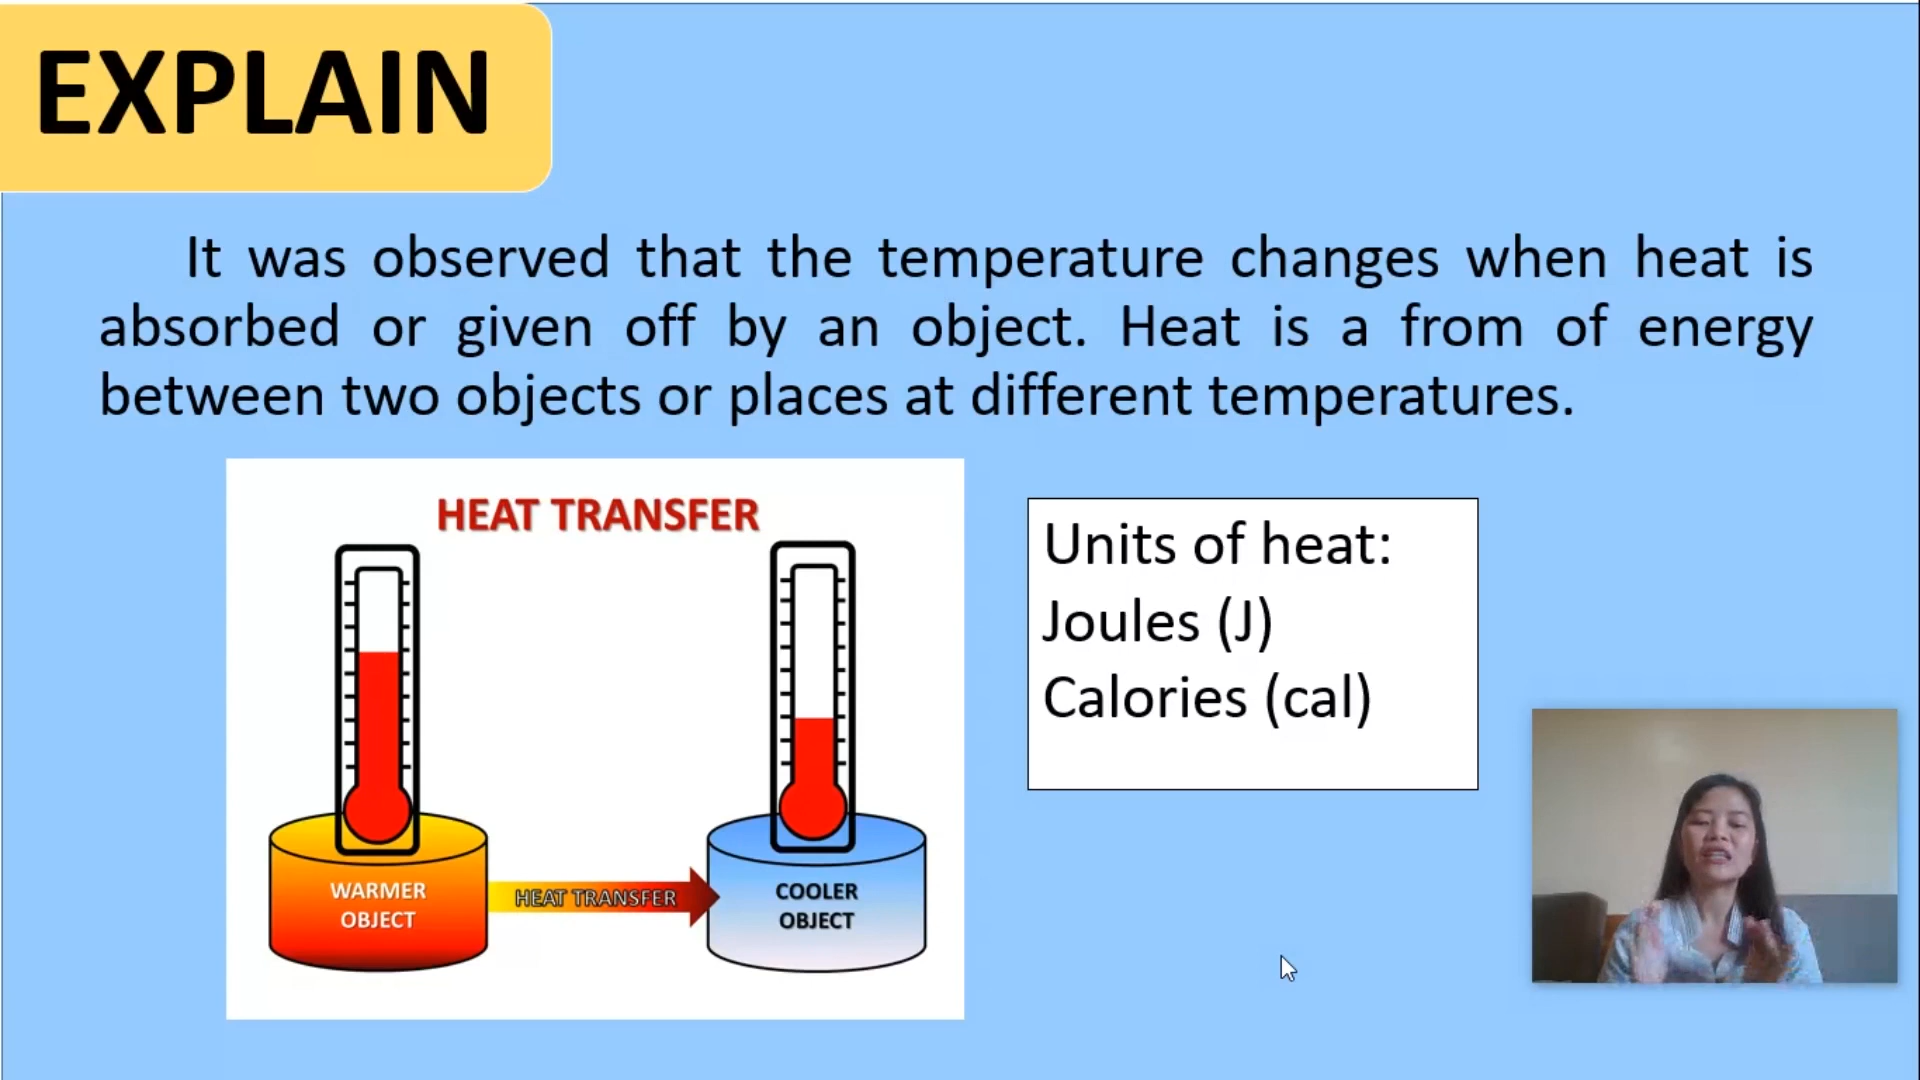 EXPLAIN
It was observed that the temperature changes when heat is
absorbed or given off by an object. Heat is a from of energy
between two objects or places at different temperatures.
HEAT TRANSFER
WARMER
OBJECT
HEAT TRANSFER
COOLER
OBJECT
Units of heat:
Joules (J)
Calories (cal)